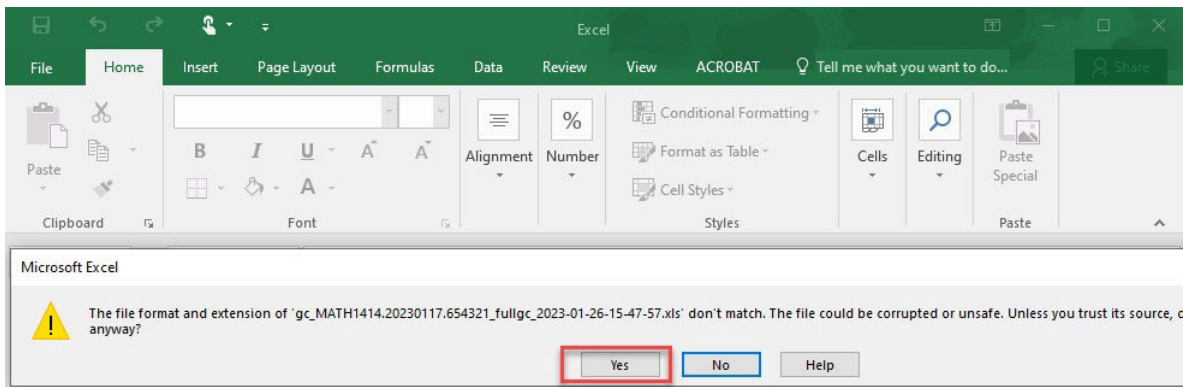 Excel
File Home Insert Page Layout Formulas Data Review View ACROBAT Tell me what you want to do... Share
Paste
B I U A A
A
Alignment
%
Number
Conditional Formatting
Format as Table
Cell Styles
Cells
Editing
Paste
Special
Clipboard Font Styles Paste
Microsoft Excel
The file format and extension of 'gc_MATH1414.20230117.654321_fullgc_2023-01-26-15-47-57.xls' don't match. The file could be corrupted or unsafe. Unless you trust its source,
anyway?
Yes No Help